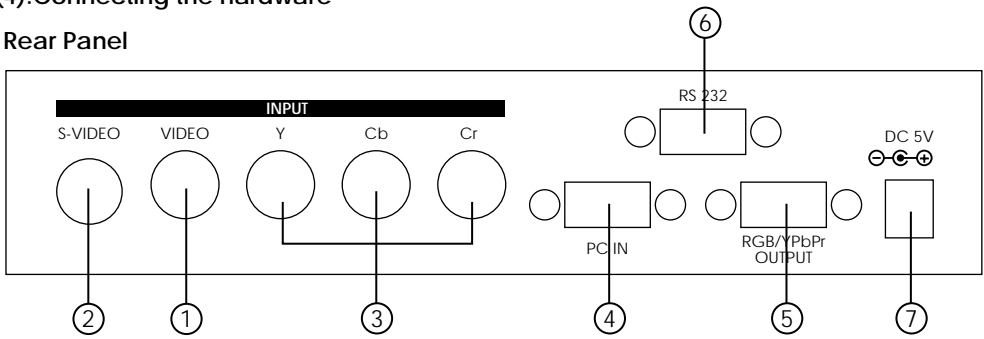 (4).Connecting the hardware
6
Rear Panel
INPUT
S-VIDEO VIDEO Y Cb Cr
RS 232
DC 5V
PC IN
RGB/YPbPr
OUTPUT
2 1 3 4 5 7